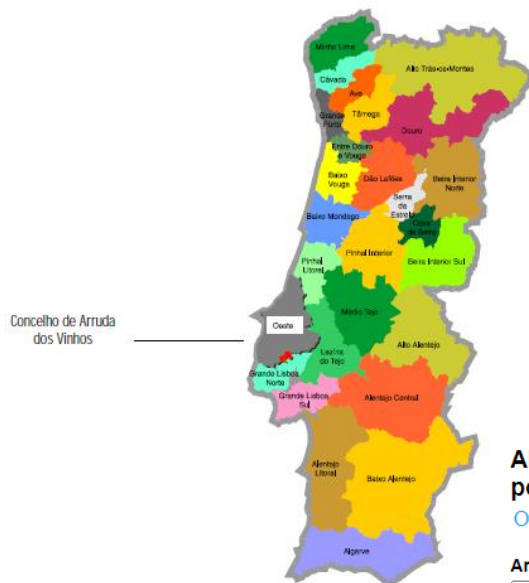 Minho Lima
Cávado
Alto Trás-os-Montes
Ave
Grande
Porto
Tâmega
Douro
Entre Douro
e Vouga
Baixo
Vouga
Dão Lafões
Beira Interior
Norte
Serra
da
Estrela
Baixo Mondego
Cova
da Beira
Pinhal Interior
Beira Interior Sul
Pinhal
Litoral
Concelho de Arruda
dos Vinhos
Oeste
Médio Tejo
Alto Alentejo
Lezíria
do Tejo
Grande Lisboa
Norte
Grande Lisboa
Sul
Alentejo Central
Alentejo
Litoral
Baixo Alentejo
Algarve
A
O